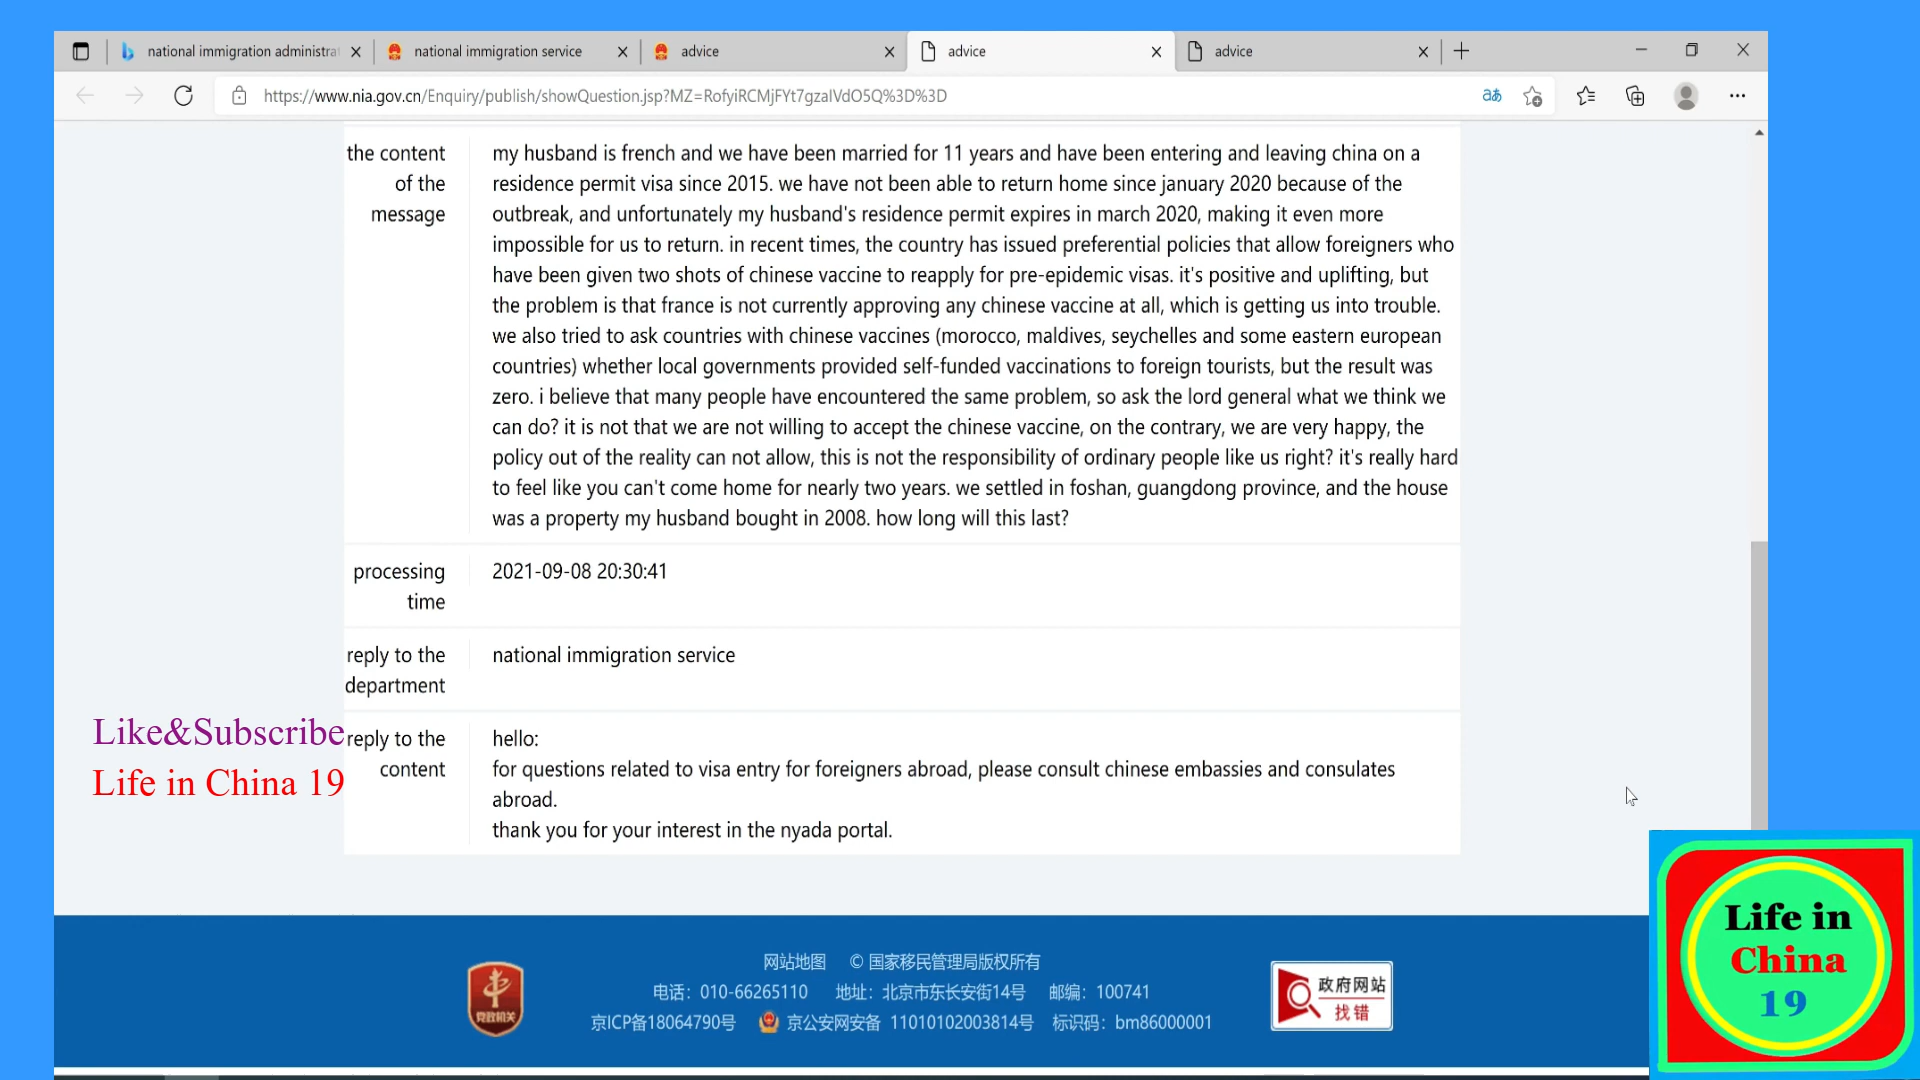 national immigration administra
national immigration service
advice
advice
advice
https://www.nia.gov.cn/Enquiry/publish/showQuestion.jsp?MZ=RofyiRCMjFYt7gzaIVdO5Q%3D%3D
aあ
the content
of the
message
my husband is french and we have been married for 11 years and have been entering and leaving china on a
residence permit visa since 2015. we have not been able to return home since january 2020 because of the
outbreak, and unfortunately my husband's residence permit expires in march 2020, making it even more
impossible for us to return. in recent times, the country has issued preferential policies that allow foreigners who
have been given two shots of chinese vaccine to reapply for pre-epidemic visas. it's positive and uplifting, but
the problem is that france is not currently approving any chinese vaccine at all, which is getting us into trouble.
we also tried to ask countries with chinese vaccines (morocco, maldives, seychelles and some eastern european
countries) whether local governments provided self-funded vaccinations to foreign tourists, but the result was
zero. i believe that many people have encountered the same problem, so ask the lord general what we think we
can do? it is not that we are not willing to accept the chinese vaccine, on the contrary, we are very happy, the
policy out of the reality can not allow, this is not the responsibility of ordinary people like us right? it's really hard
to feel like you can't come home for nearly two years. we settled in foshan, guangdong province, and the house
was a property my husband bought in 2008. how long will this last?
processing
time
2021-09-08 20:30:41
reply to the
department
national immigration service
reply to the
content
hello:
for questions related to visa entry for foreigners abroad, please consult chinese embassies and consulates
abroad.
thank you for your interest in the nyada portal.
Like&Subscribe
Life in China 19
网站地图 © 国家移民管理局版权所有
电话：010-66265110 地址：北京市东长安街14号 邮编：100741
京ICP备18064790号 京公安网安备 11010102003814号 标识码：bm86000001
党政机关
政府网站
找错
Life in
China
19